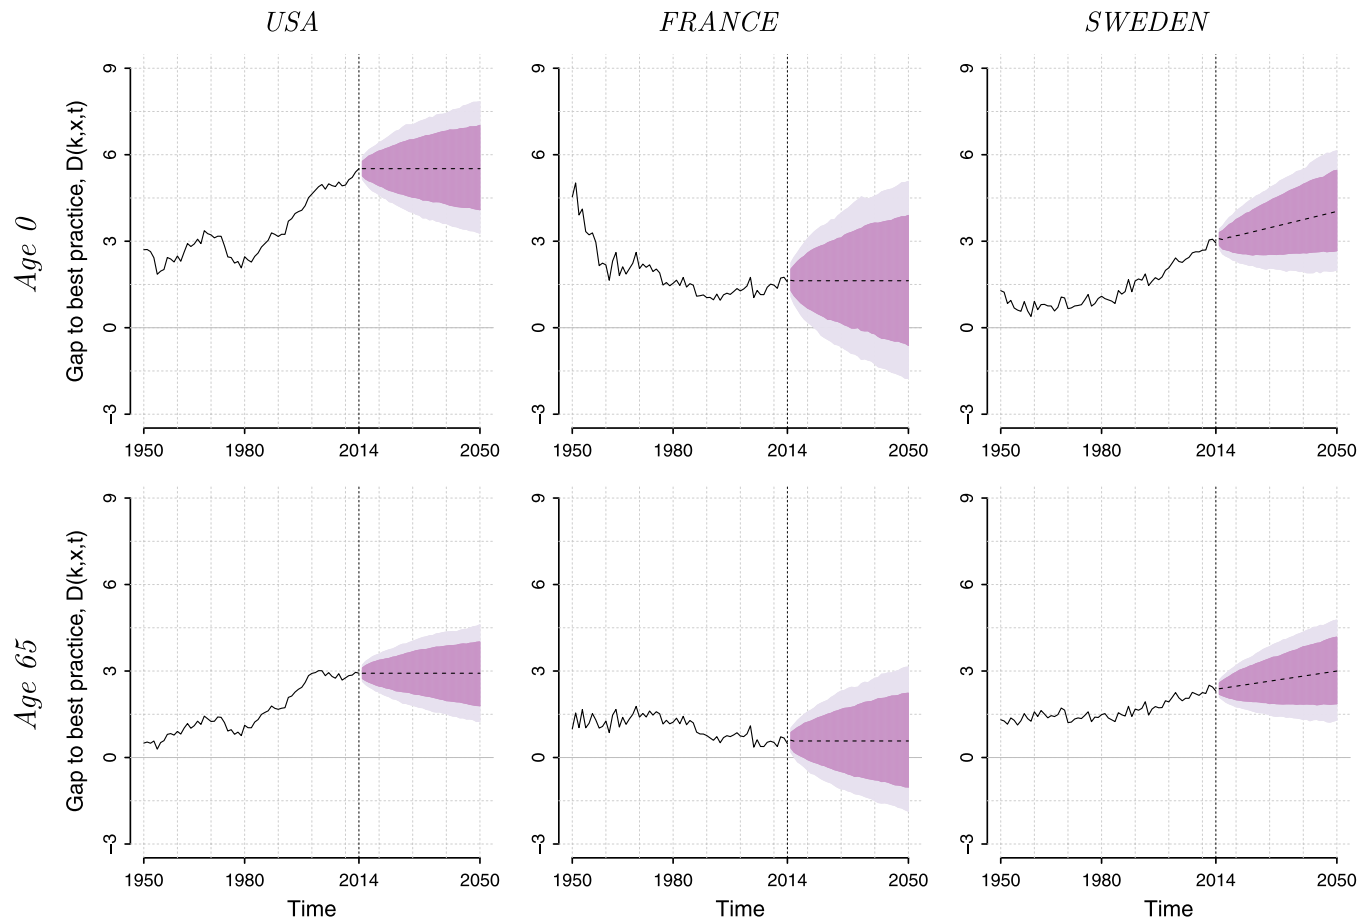 USA FRANCE SWEDEN
Age 0
Gap to best practice, D(k,x,t)
9 9 9
6 6 6
3 3 3
0 0 0
−3 −3 −3
1950 1980 2014 2050 1950 1980 2014 2050 1950 1980 2014 2050
Age 65
Gap to best practice, D(k,x,t)
9 9 9
6 6 6
3 3 3
0 0 0
−3 −3 −3
1950 1980 2014 2050 1950 1980 2014 2050 1950 1980 2014 2050
Time Time Time